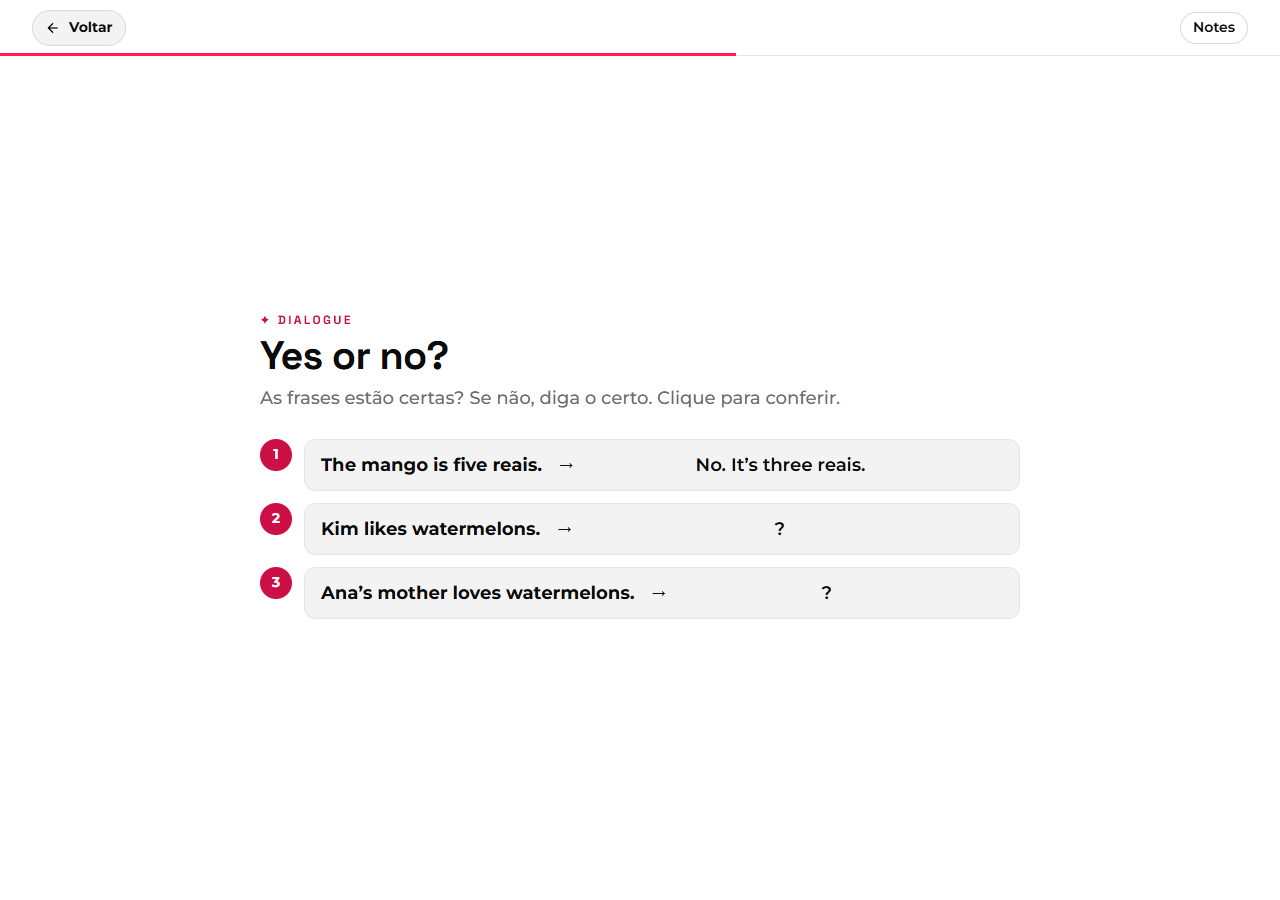 ← Voltar
Notes
✦ DIALOGUE
Yes or no?
As frases estão certas? Se não, diga o certo. Clique para conferir.
1 The mango is five reais. → No. It’s three reais.
2 Kim likes watermelons. → ?
3 Ana’s mother loves watermelons. → ?